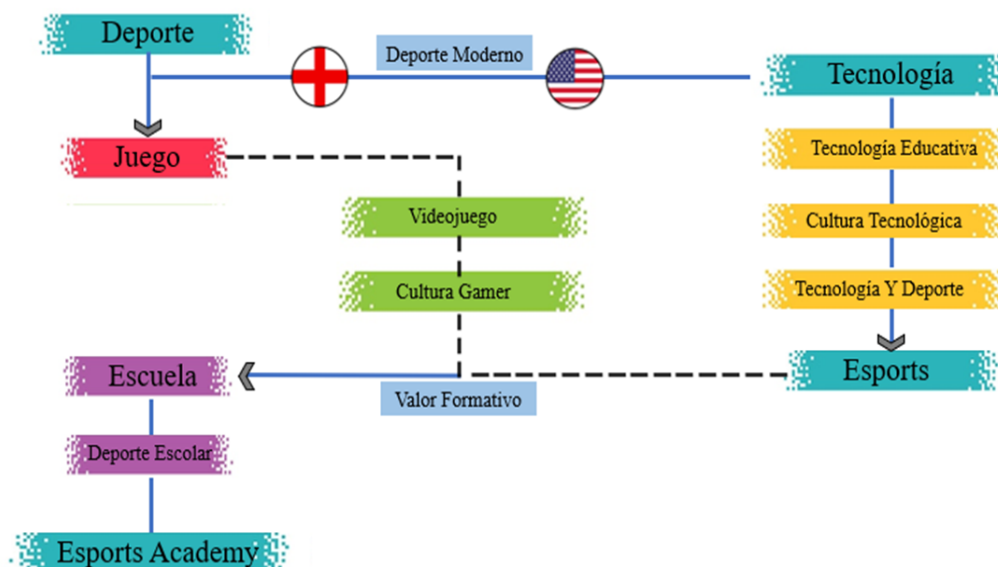 Deporte
Deporte Moderno
Tecnología
Juego
Tecnología Educativa
Videojuego
Cultura Tecnológica
Cultura Gamer
Tecnología Y Deporte
Escuela
Esports
Valor Formativo
Deporte Escolar
Esports Academy